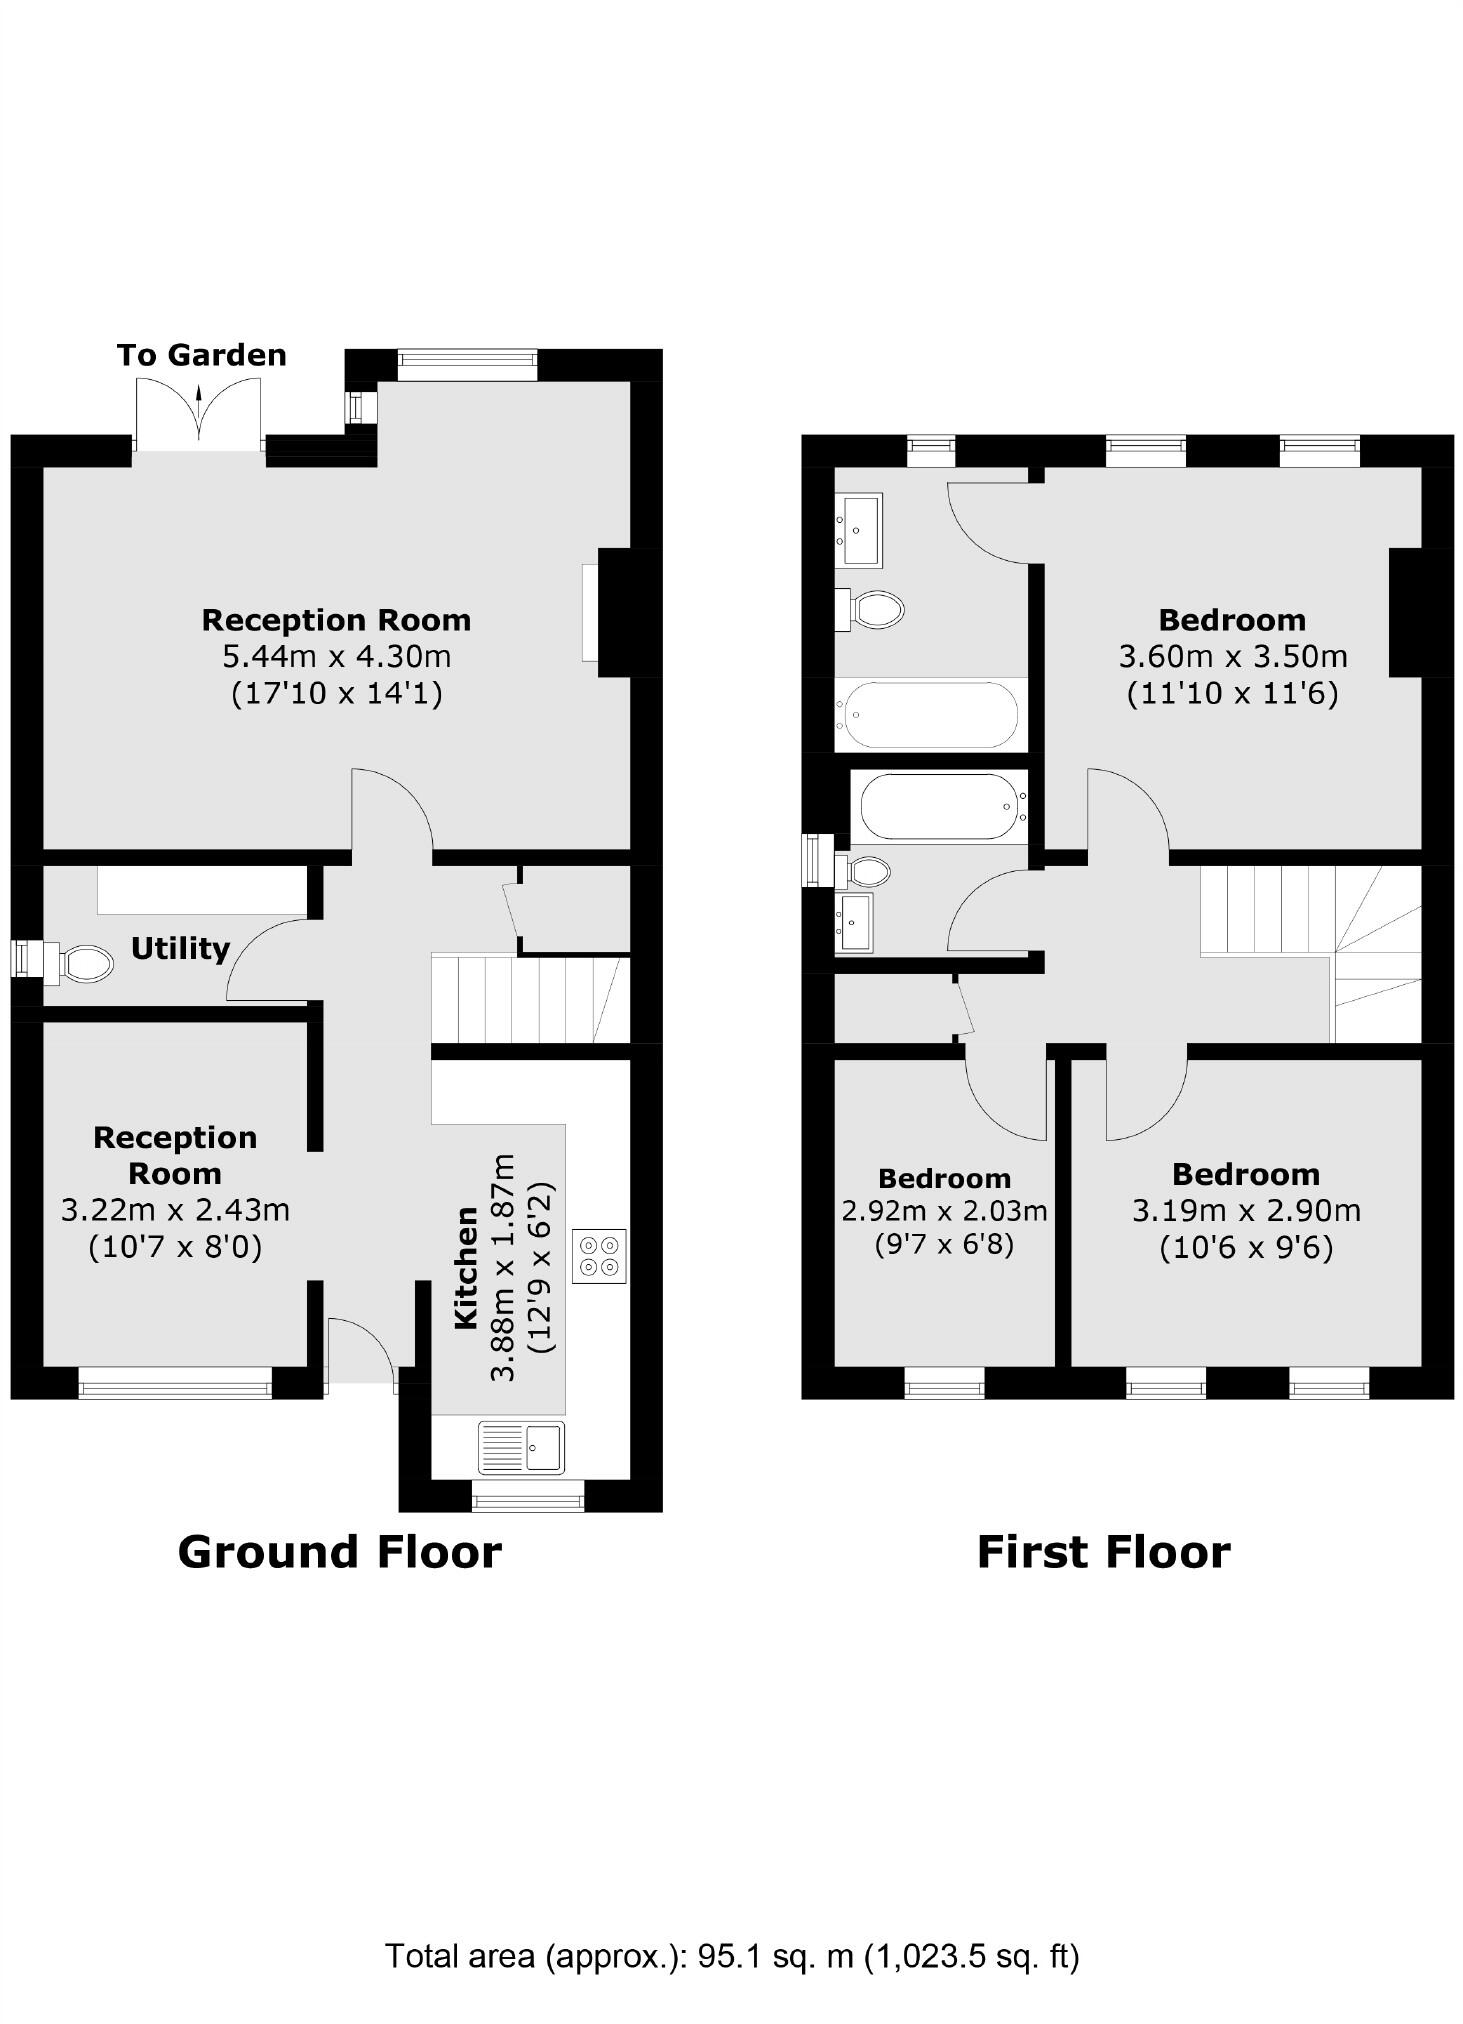 To Garden
Reception Room
5.44m x 4.30m
(17'10 x 14'1)
Utility
Reception
Room
3.22m x 2.43m
(10'7 x 8'0)
Kitchen
3.88m x 1.87m
(12'9 x 6'2)
Ground Floor
Bedroom
3.60m x 3.50m
(11'10 x 11'6)
Bedroom
2.92m x 2.03m
(9'7 x 6'8)
Bedroom
3.19m x 2.90m
(10'6 x 9'6)
First Floor
Total area (approx.): 95.1 sq. m (1,023.5 sq. ft)